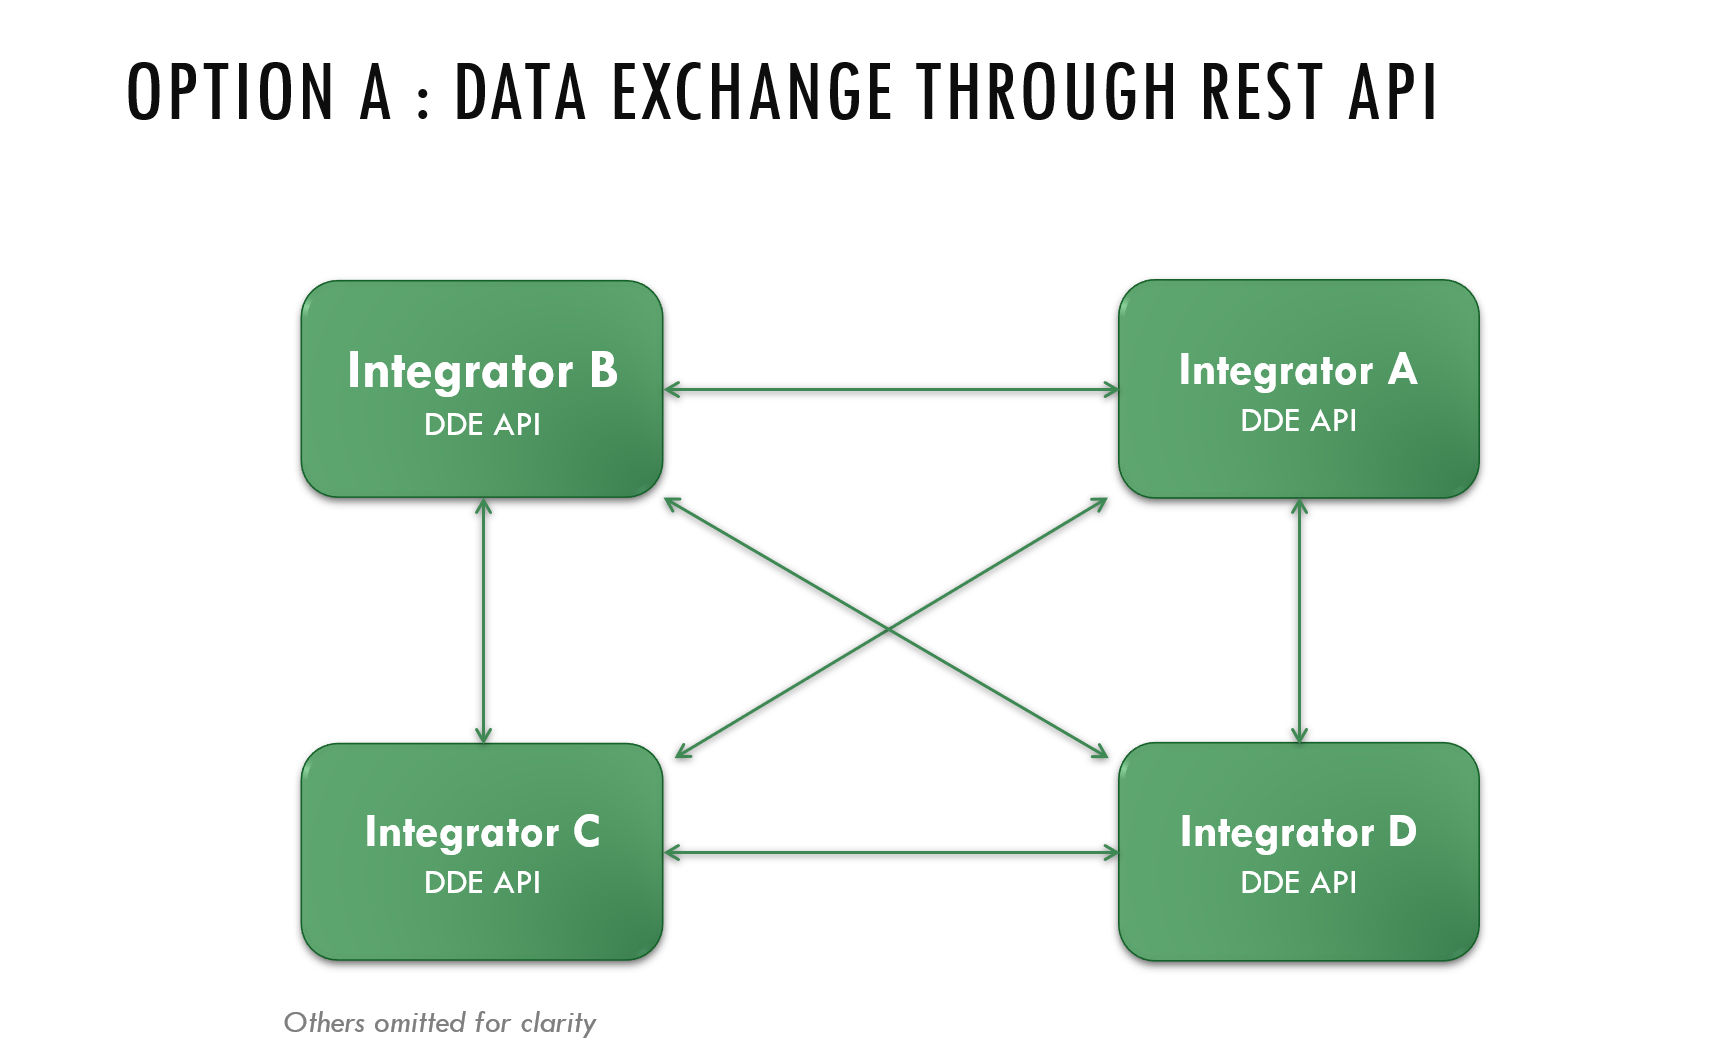 OPTION A : DATA EXCHANGE THROUGH REST API
Integrator B
DDE API
Integrator A
DDE API
Integrator C
DDE API
Integrator D
DDE API
Others omitted for clarity